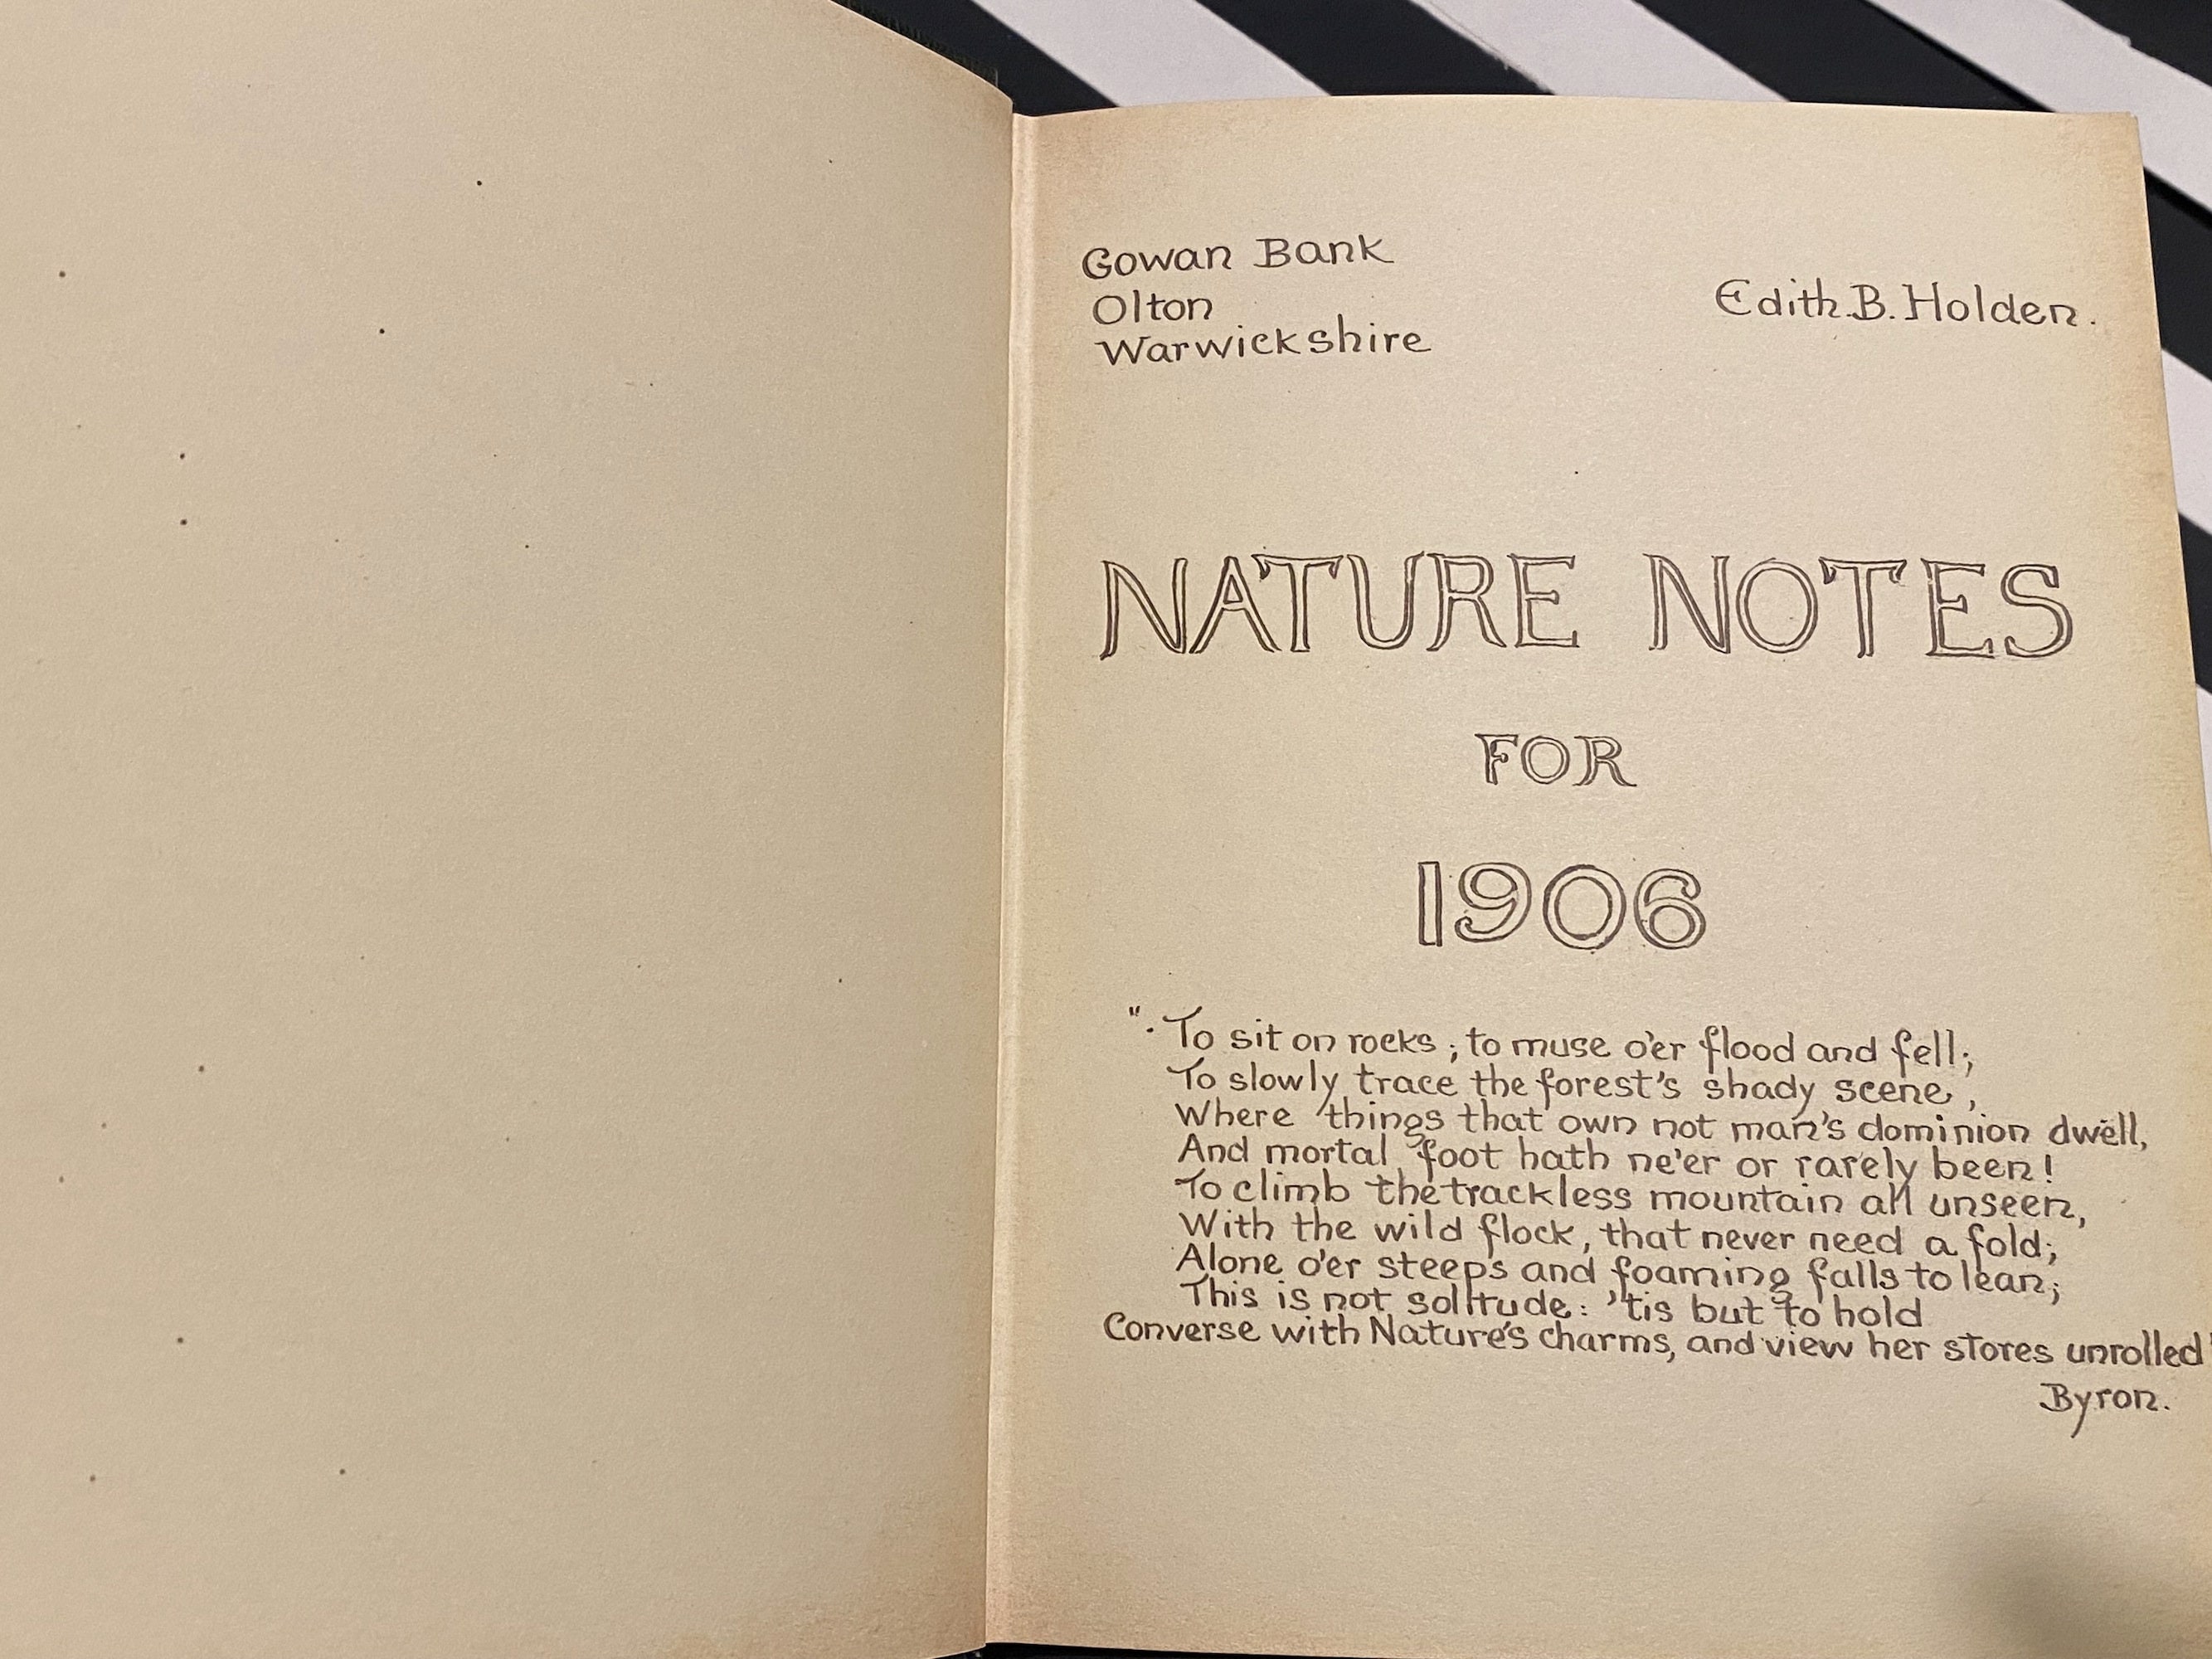 Gowan Bank
Olton
Warwickshire
Edith. B. Holden.
NATURE NOTES
FOR
1906
". To sit on rocks ; to muse o'er flood and fell;
To slowly trace the forest's shady scene,
Where things that own not man's dominion dwell,
And mortal foot hath ne'er or rarely been!
To climb the trackless mountain all unseen,
With the wild flock, that never need a fold;
Alone o'er steeps and foaming falls to lean;
This is not solitude: 'tis but to hold
Converse with Nature's charms, and view her stores unrolled"
Byron.